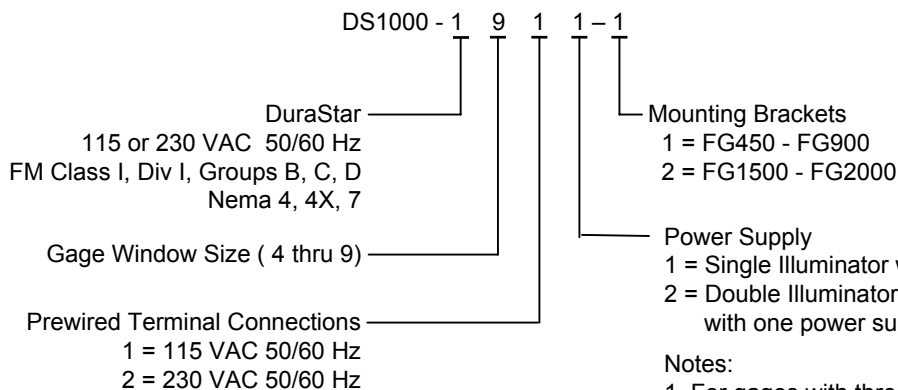 DS1000 - 1 9 1 1 – 1
DuraStar
115 or 230 VAC 50/60 Hz
FM Class I, Div I, Groups B, C, D
Nema 4, 4X, 7
Gage Window Size ( 4 thru 9)
Prewired Terminal Connections
1 = 115 VAC 50/60 Hz
2 = 230 VAC 50/60 Hz
Mounting Brackets
1 = FG450 - FG900
2 = FG1500 - FG2000
Power Supply
1 = Single Illuminator
2 = Double Illuminator
with one power
Notes:
1. For gages with